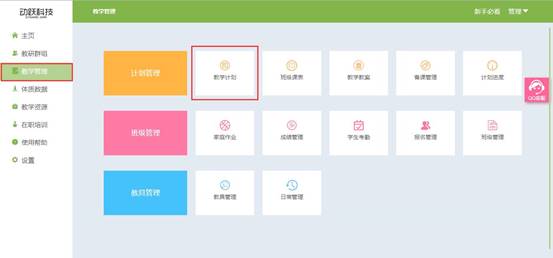 动跃科技
教学管理
新手必看
管理
主页
教研群组
教学管理
体质数据
教学资源
在职培训
使用帮助
设置
计划管理
教学计划
班级课表
教学教案
备课管理
计划进度
QQ客服
班级管理
家庭作业
成绩管理
学生考勤
报名管理
班级管理
教具管理
教具管理
日常管理